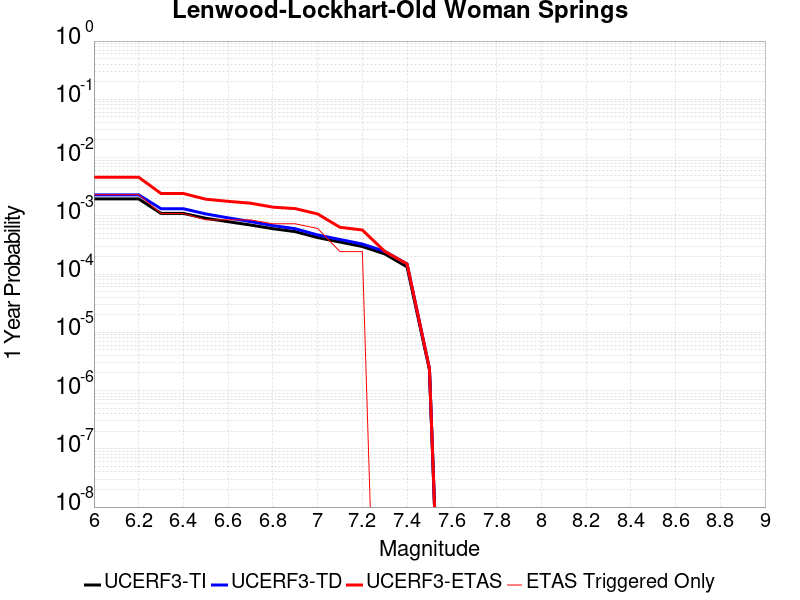 Lenwood-Lockhart-Old Woman Springs
10^0
10^-1
10^-2
10^-3
10^-4
10^-5
10^-6
10^-7
10^-8
1 Year Probability
6 6.2 6.4 6.6 6.8 7 7.2 7.4 7.6 7.8 8 8.2 8.4 8.6 8.8 9
Magnitude
UCERF3-TI UCERF3-TD UCERF3-ETAS ETAS Triggered Only